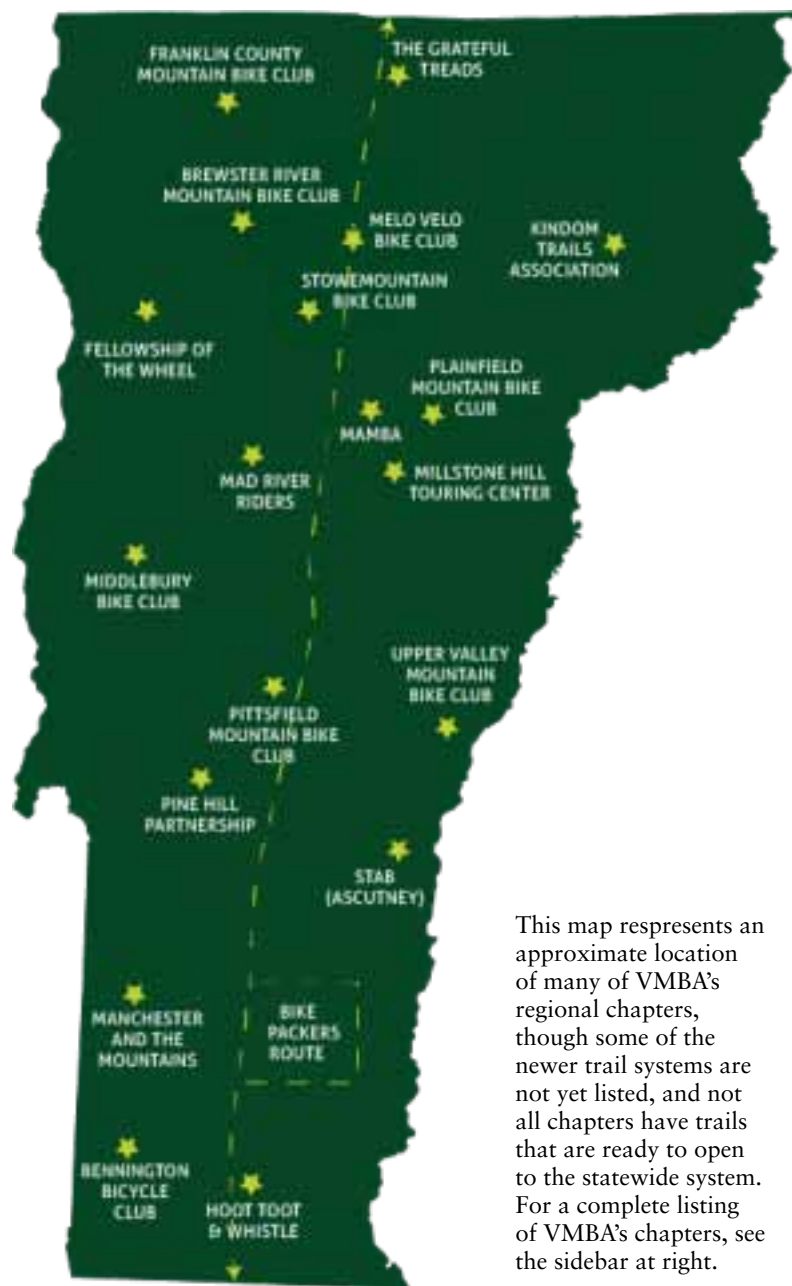 FRANKLIN COUNTY
MOUNTAIN BIKE CLUB
THE GRATEFUL
TREADS
BREWSTER RIVER
MOUNTAIN BIKE CLUB
MELO VELO
BIKE CLUB
KINDOM
TRAILS
ASSOCIATION
STOWEMOUNTAIN
BIKE CLUB
FELLOWSHIP OF
THE WHEEL
PLAINFIELD
MOUNTAIN BIKE
CLUB
MAMBA
MAD RIVER
RIDERS
MILLSTONE HILL
TOURING CENTER
MIDDLEBURY
BIKE CLUB
UPPER VALLEY
MOUNTAIN
BIKE CLUB
PITTSFIELD
MOUNTAIN BIKE
CLUB
PINE HILL
PARTNERSHIP
STAB
(ASCUTNEY)
MANCHESTER
AND THE
MOUNTAINS
BIKE
PACKERS
ROUTE
BENNINGTON
BICYCLE
CLUB
HOOT TOOT
& WHISTLE
This map respresents an
approximate location
of many of VMBA's
regional chapters,
though some of the
newer trail systems are
not yet listed, and not
all chapters have trails
that are ready to open
to the statewide system.
For a complete listing
of VMBA's chapters, see
the sidebar at right.